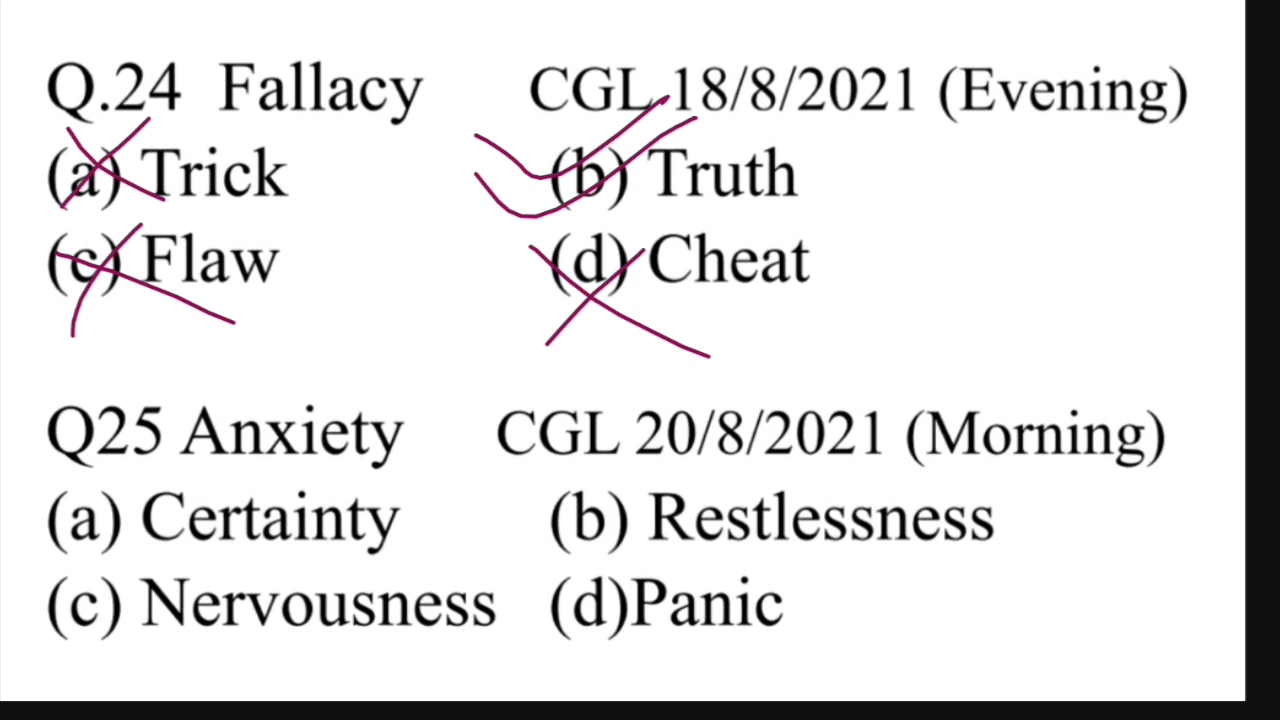 Q.24 Fallacy CGL 18/8/2021 (Evening)
(a) Trick (b) Truth
(c) Flaw (d) Cheat
Q25 Anxiety CGL 20/8/2021 (Morning)
(a) Certainty (b) Restlessness
(c) Nervousness (d)Panic